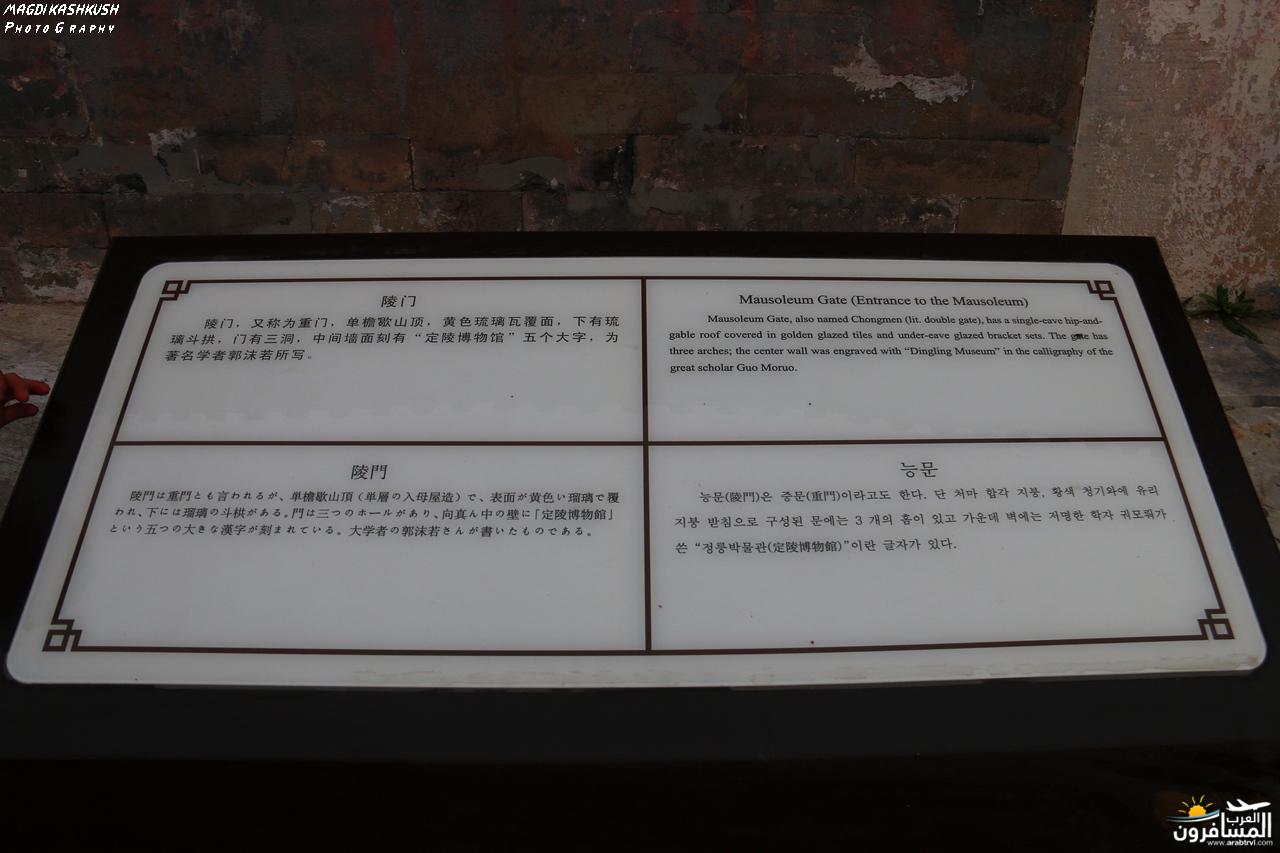 MAGDI KASHKUSH
PHOTOGRAPHY
陵门
陵门，又称为重门，单檐歇山顶，黄色琉璃瓦覆面，下有琉
璃斗拱，门有三洞，中间墙面刻有“定陵博物馆”五个大字，为
著名学者郭沫若所写。
Mausoleum Gate (Entrance to the Mausoleum)
Mausoleum Gate, also named Chongmen (lit. double gate), has a single-eave hip-and-
gable roof covered in golden glazed tiles and under-eave glazed bracket sets. The gate has
three arches; the center wall was engraved with “Dingling Museum” in the calligraphy of the
great scholar Guo Moruo.
陵門
陵門は重門とも言われるが、単檐歇山頂（単層の入母屋造）で、表面が黄色い瑠璃で覆
われ、下には瑠璃の斗栱がある。門は三つのホールがあり、向真ん中の壁に「定陵博物館」
という五つの大きな漢字が刻まれている。大学者の郭沫若さんが書いたものである。
능문
능문(陵門)은 중문(重門)이라고도 한다. 단 처마 합각 지붕, 황색 청기와에 유리
지붕 받침으로 구성된 문에는 3 개의 홈이 있고 가운데 벽에는 저명한 학자 궈모뤄가
쓴 “정릉박물관(定陵博物館)”이란 글자가 있다.
العرب
المسافرون
www.arabtrvl.com